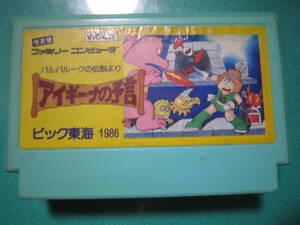 ファミリー コンピュータ
バルバルークの伝説より
アイギーナの予言
ビック東海 1986